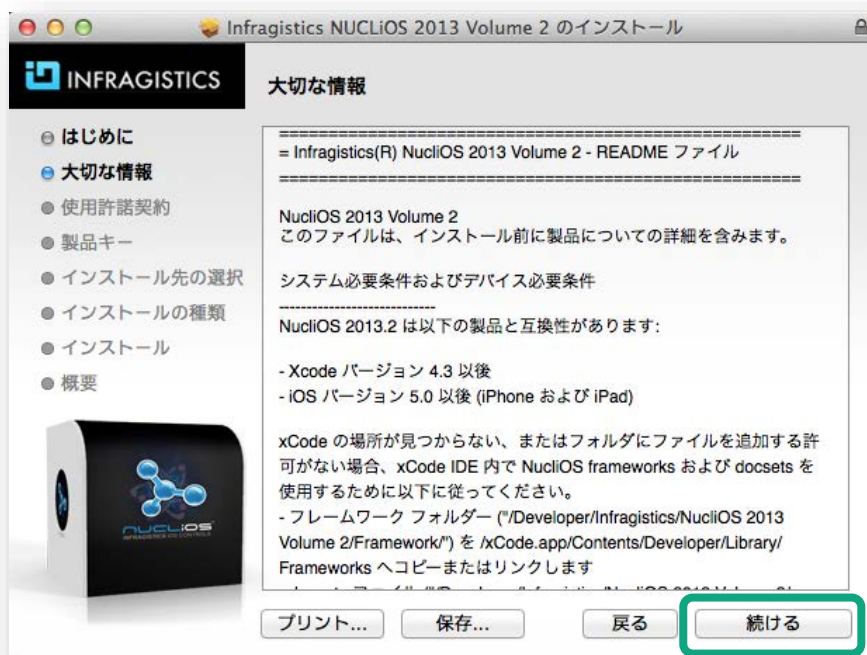 Infragistics NUCLiOS 2013 Volume 2 のインストール
INFRAGISTICS
大切な情報
はじめに
大切な情報
使用許諾契約
製品キー
インストール先の選択
インストールの種類
インストール
概要
NUCLiOS
INFRAGISTICS iOS CONTROLS
=====================================================
= Infragistics(R) NucliOS 2013 Volume 2 - README ファイル
=====================================================
NucliOS 2013 Volume 2
このファイルは、インストール前に製品についての詳細を含みます。
システム必要条件およびデバイス必要条件
----------------------------
NucliOS 2013.2 は以下の製品と互換性があります:
- Xcode バージョン 4.3 以後
- iOS バージョン 5.0 以後 (iPhone および iPad)
xCode の場所が見つからない、またはフォルダにファイルを追加する許
可がない場合、xCode IDE 内で NucliOS frameworks および docsets を
使用するために以下に従ってください。
- フレームワーク フォルダー ("/Developer/Infragistics/NucliOS 2013
Volume 2/Framework/") を /xCode.app/Contents/Developer/Library/
Frameworks へコピーまたはリンクします
プリント...
保存...
戻る
続ける